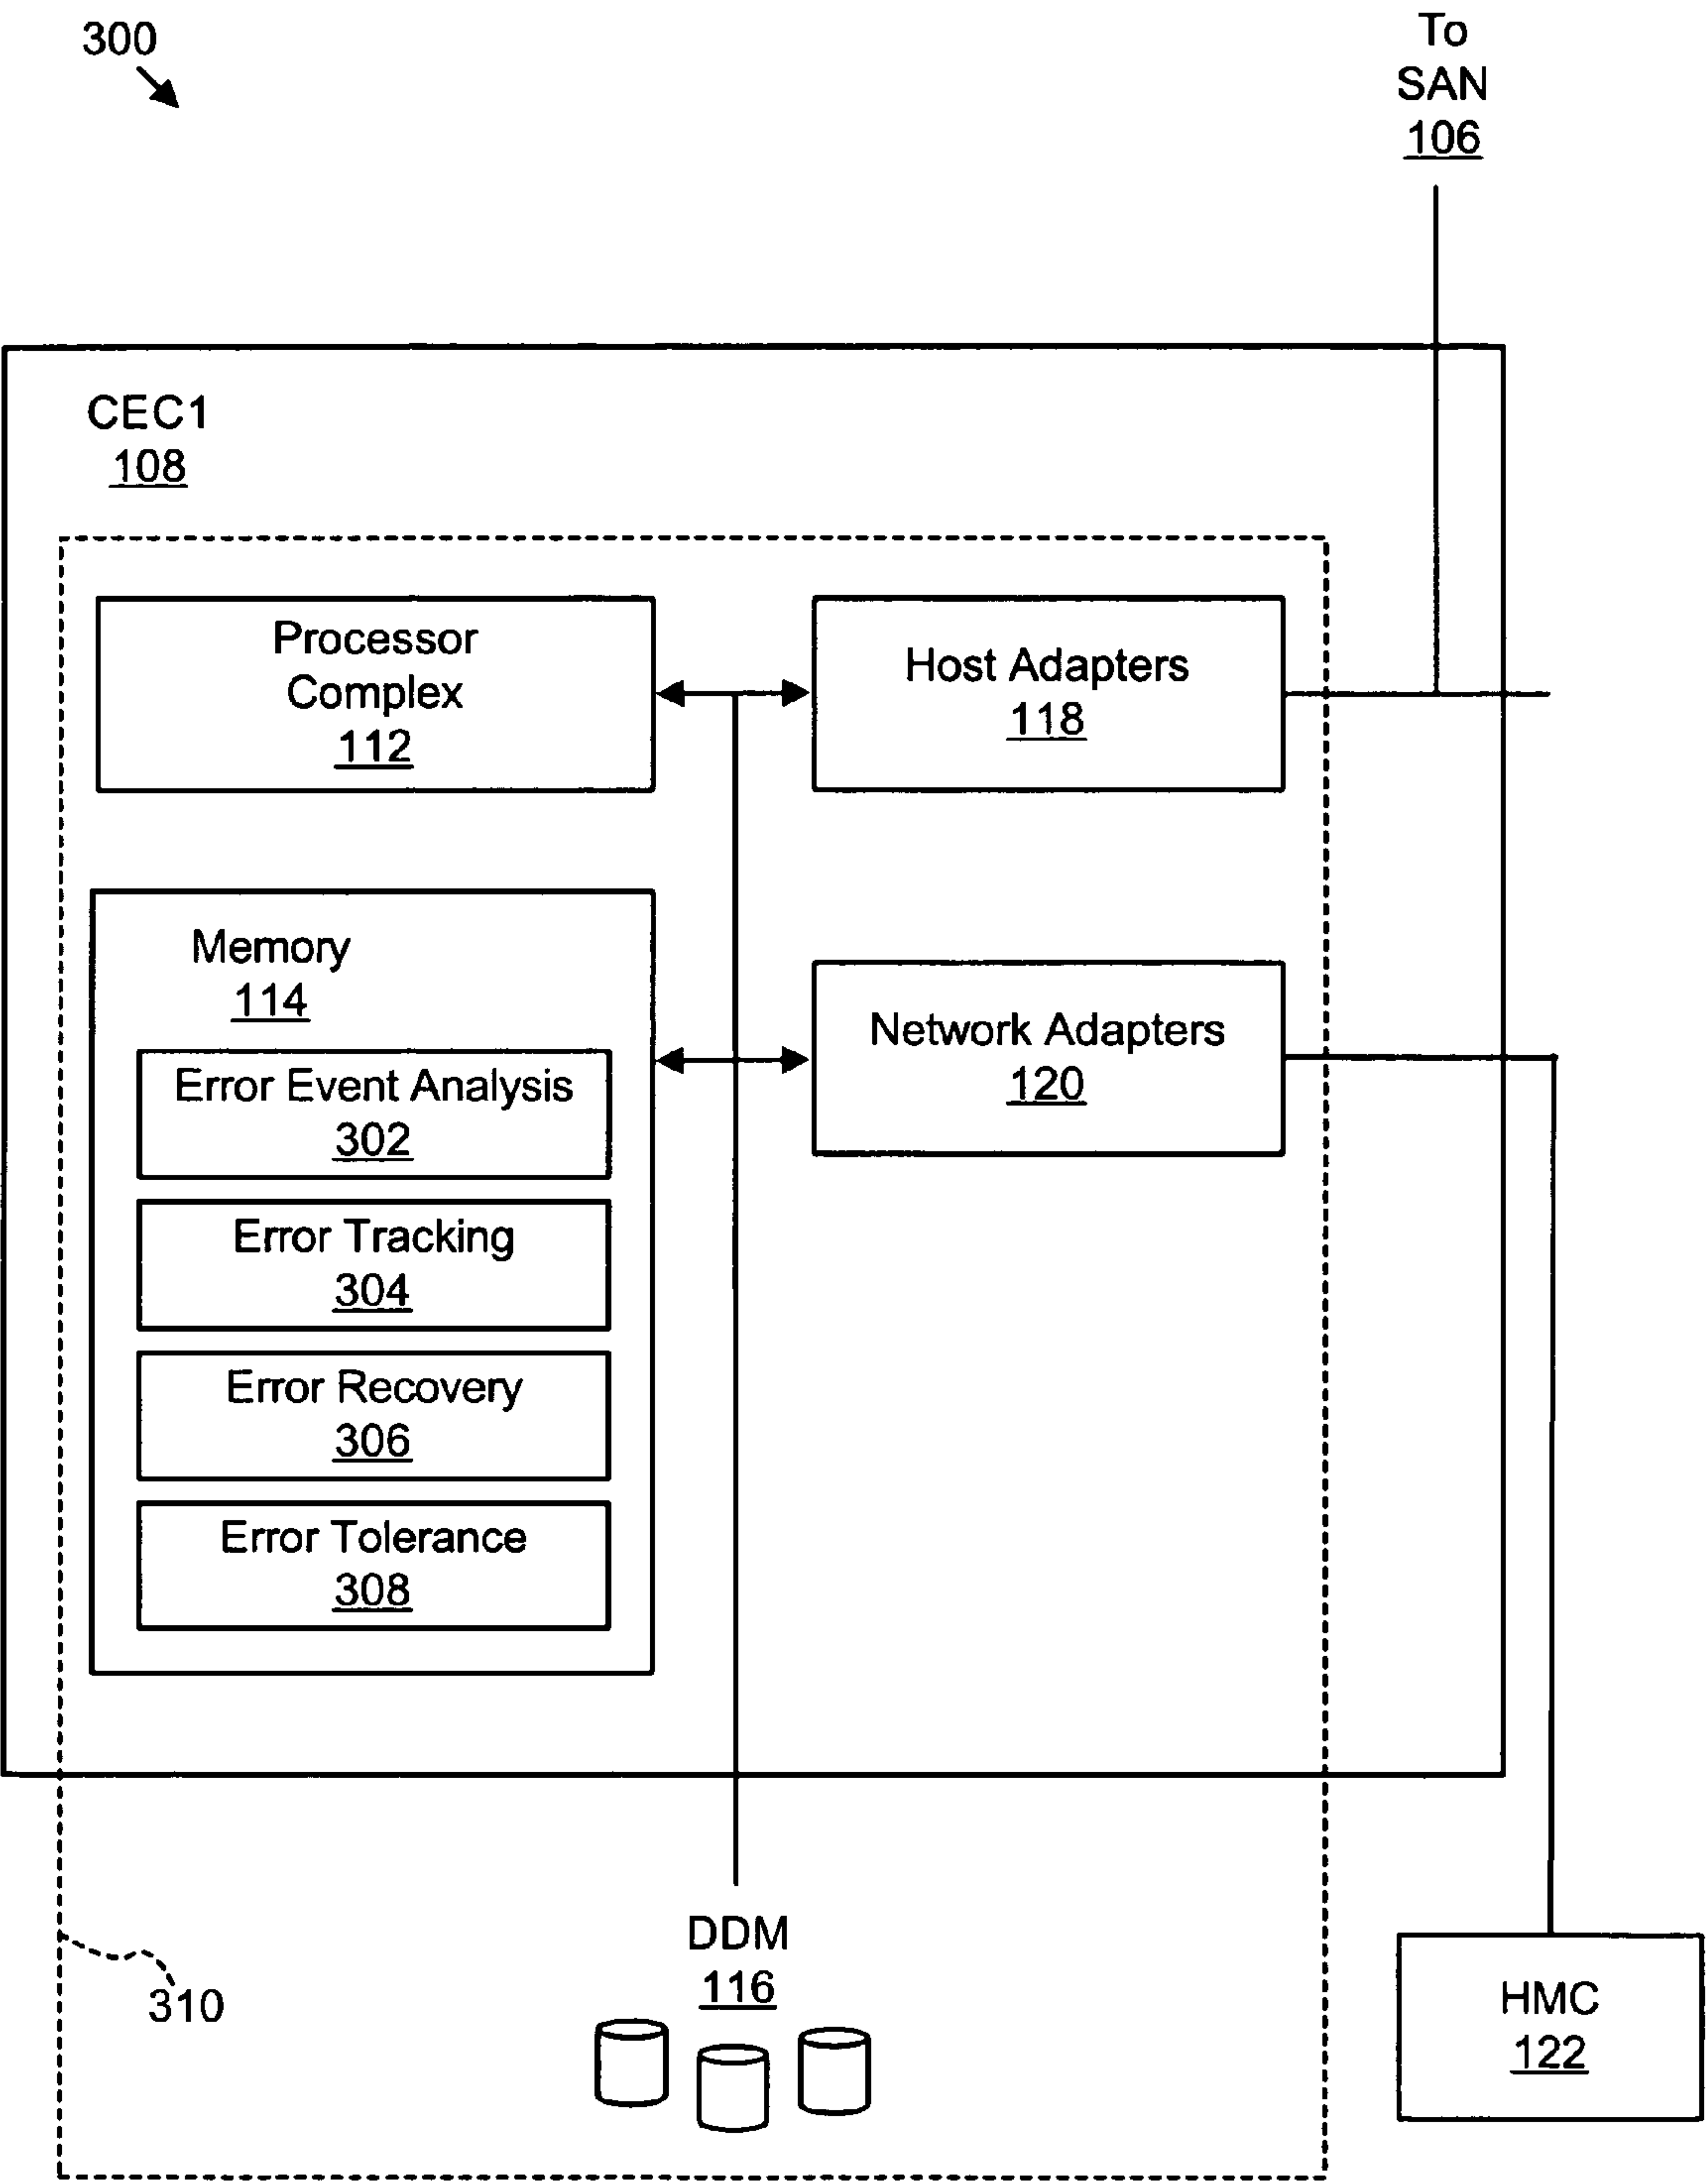 300
To
SAN
106
CEC1
108
Processor
Complex
112
Host Adapters
118
Memory
114
Network Adapters
120
Error Event Analysis
302
Error Tracking
304
Error Recovery
306
Error Tolerance
308
DDM
116
310
HMC
122